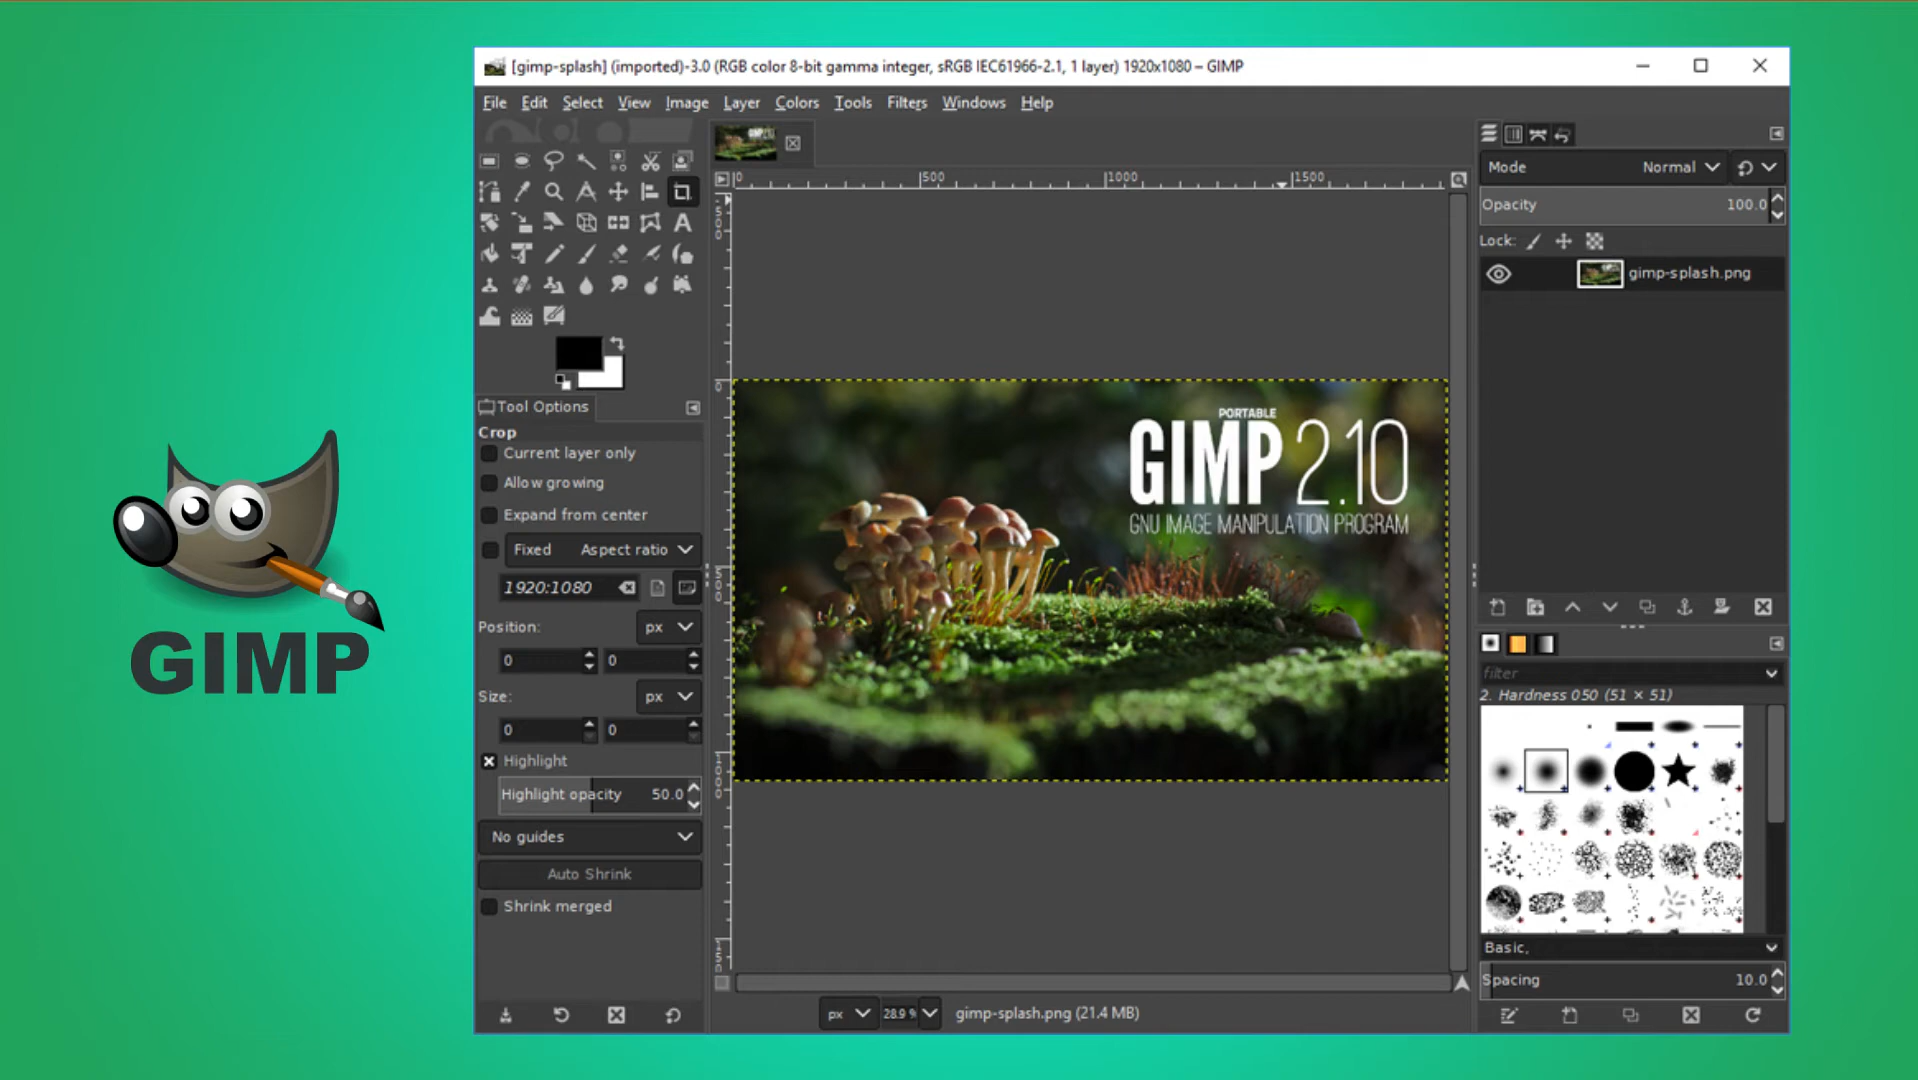 [gimp-splash] (imported)-3.0 (RGB color 8-bit gamma integer, sRGB IEC61966-2.1, 1 layer) 1920x1080 – GIMP
File Edit Select View Image Layer Colors Tools Filters Windows Help
0 500 1000 1500
Tool Options
Crop
Current layer only
Allow growing
Expand from center
Fixed Aspect ratio
1920:1080
Position: px
0 0
Size: px
0 0
Highlight
Highlight opacity 50.0
No guides
Auto Shrink
Shrink merged
PORTABLE
GIMP 2.10
GNU IMAGE MANIPULATION PROGRAM
px 28.9 % gimp-splash.png (21.4 MB)
Mode Normal
Opacity 100.0
Lock:
gimp-splash.png
filter
2. Hardness 050 (51 × 51)
Basic,
Spacing 10.0
GIMP